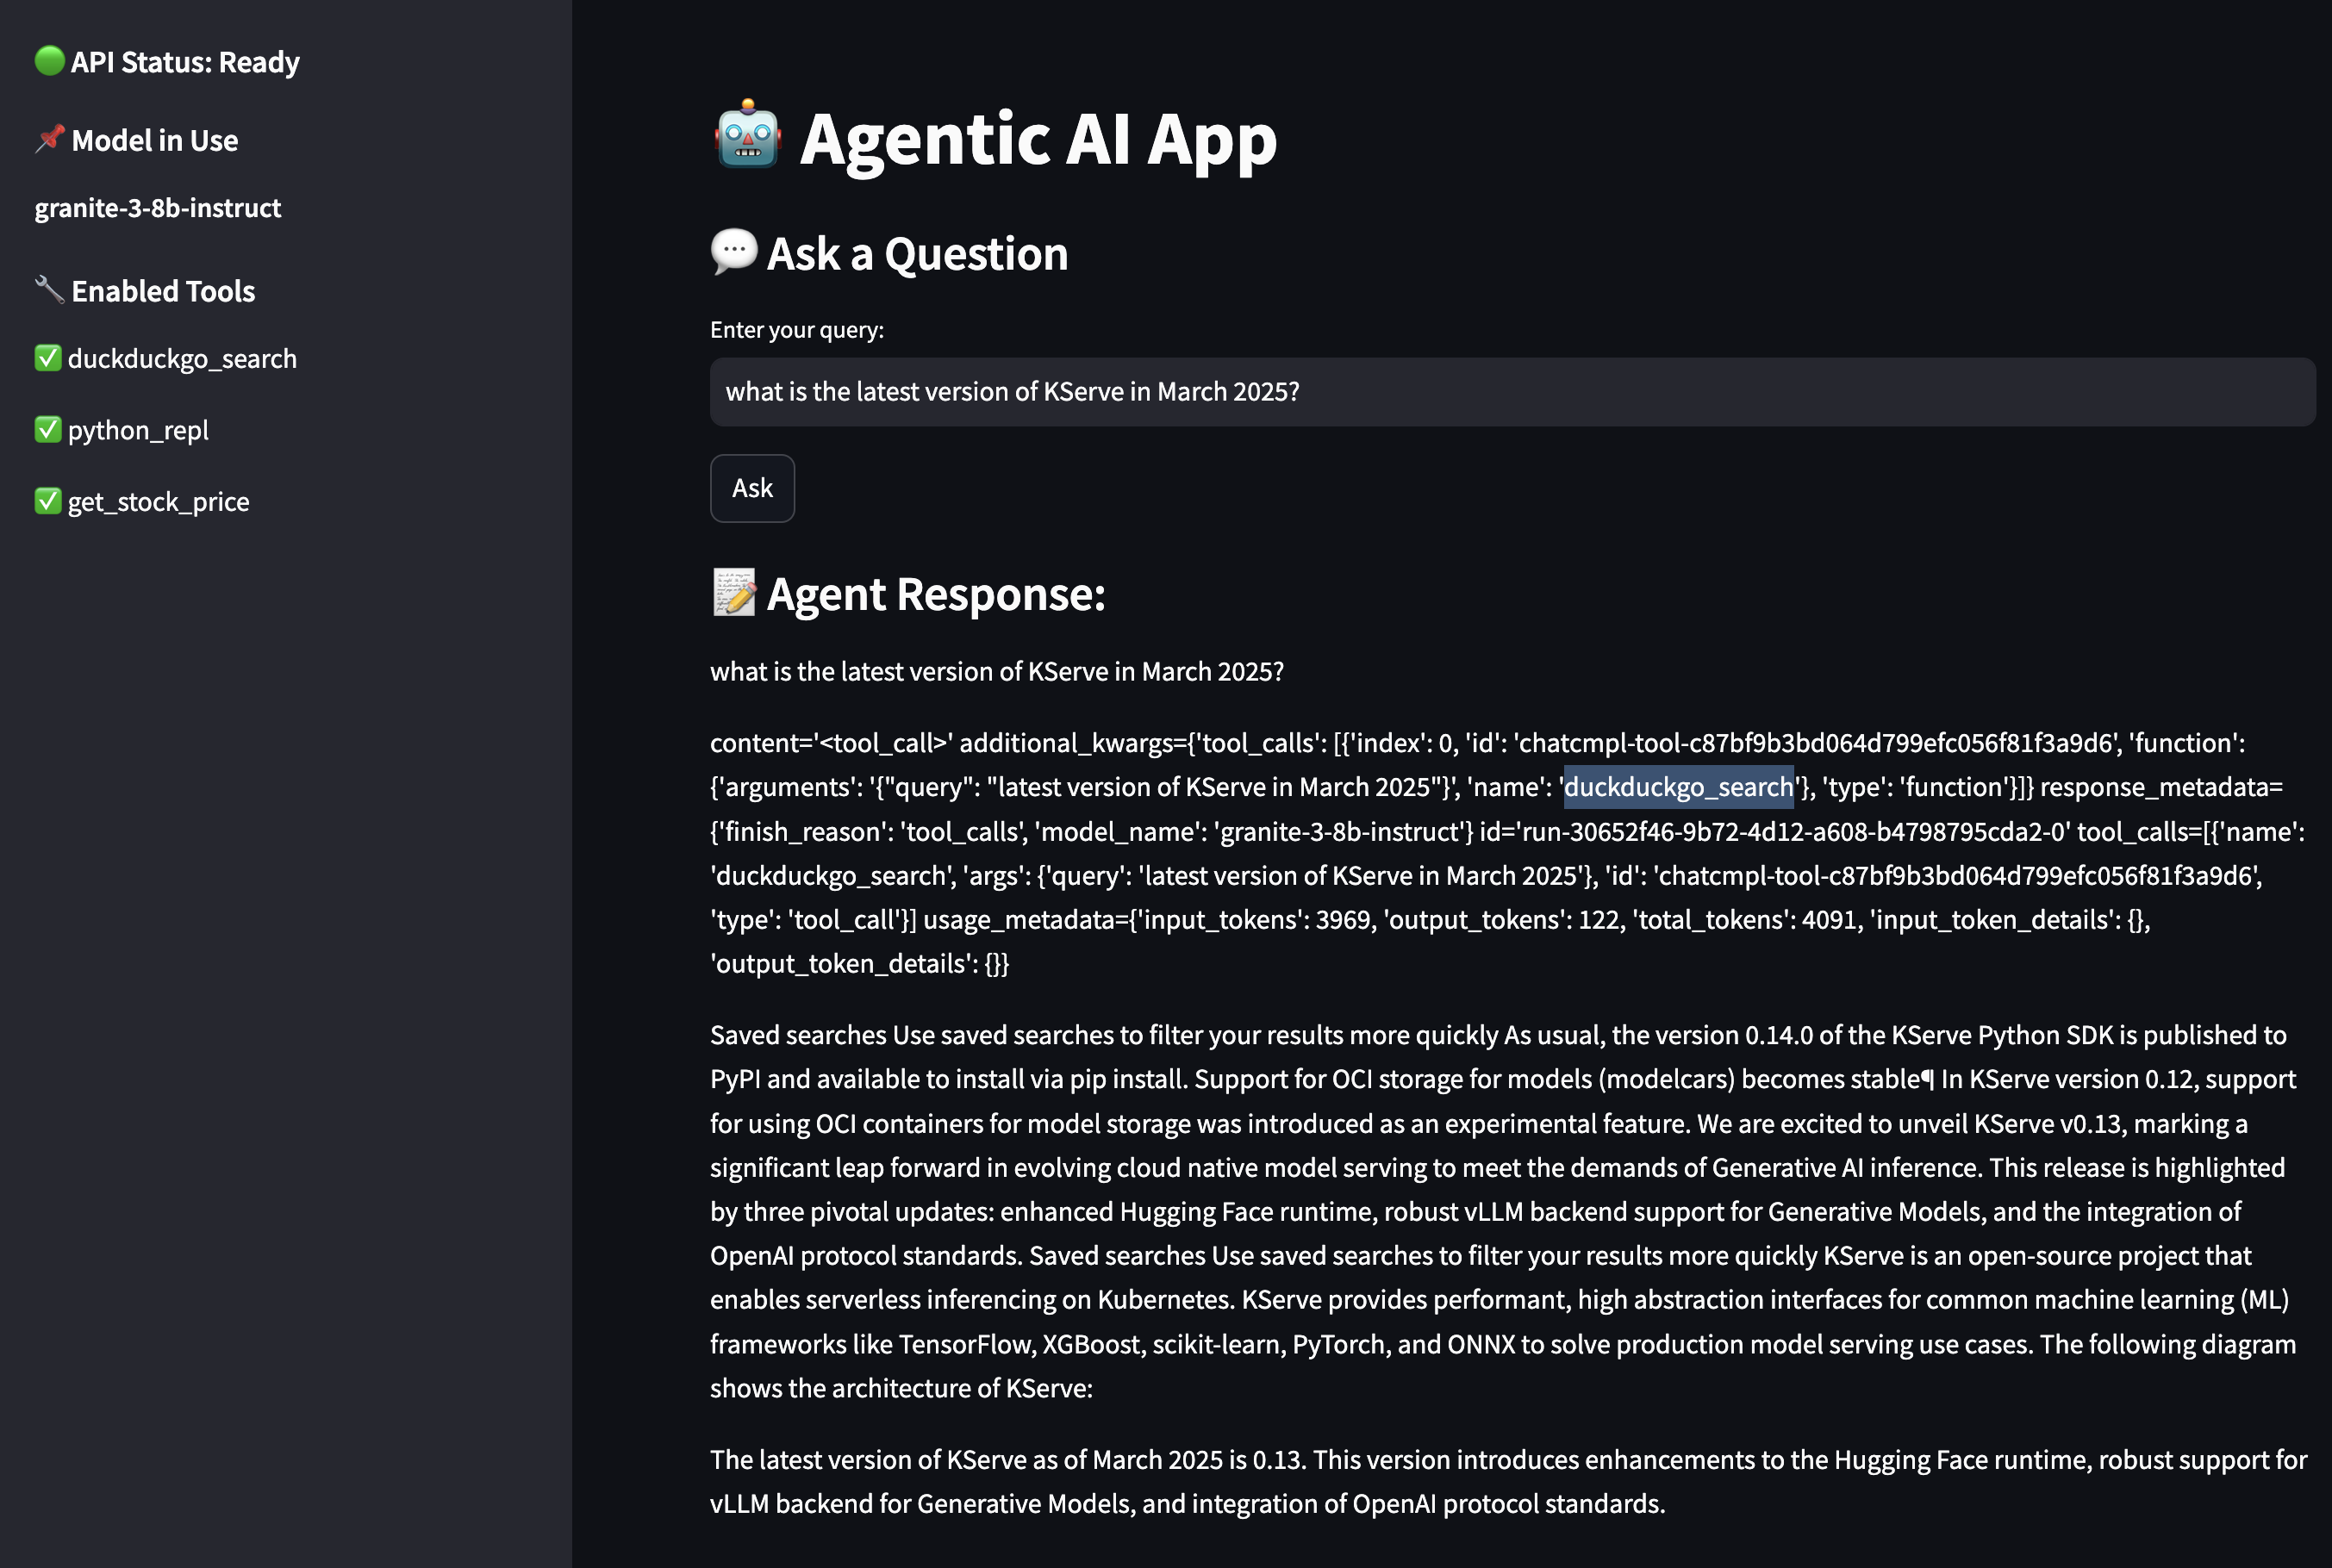 API Status: Ready
Model in Use
granite-3-8b-instruct
Enabled Tools
duckduckgo_search
python_repl
get_stock_price
Agentic AI App
Ask a Question
Enter your query:
what is the latest version of KServe in March 2025?
Ask
Agent Response:
what is the latest version of KServe in March 2025?
content='<tool_call>' additional_kwargs={'tool_calls': [{'index': 0, 'id': 'chatcmpl-tool-c87bf9b3bd064d799efc056f81f3a9d6', 'function':
{'arguments': '{"query": "latest version of KServe in March 2025"}', 'name': 'duckduckgo_search'}, 'type': 'function'}]} response_metadata=
{'finish_reason': 'tool_calls', 'model_name': 'granite-3-8b-instruct'} id='run-30652f46-9b72-4d12-a608-b4798795cda2-0' tool_calls=[{'name':
'duckduckgo_search', 'args': {'query': 'latest version of KServe in March 2025'}, 'id': 'chatcmpl-tool-c87bf9b3bd064d799efc056f81f3a9d6',
'type': 'tool_call'}] usage_metadata={'input_tokens': 3969, 'output_tokens': 122, 'total_tokens': 4091, 'input_token_details': {},
'output_token_details': {}}
Saved searches Use saved searches to filter your results more quickly As usual, the version 0.14.0 of the KServe Python SDK is published to
PyPI and available to install via pip install. Support for OCI storage for models (modelcars) becomes stable¶ In KServe version 0.12, support
for using OCI containers for model storage was introduced as an experimental feature. We are excited to unveil KServe v0.13, marking a
significant leap forward in evolving cloud native model serving to meet the demands of Generative AI inference. This release is highlighted
by three pivotal updates: enhanced Hugging Face runtime, robust vLLM backend support for Generative Models, and the integration of
OpenAI protocol standards. Saved searches Use saved searches to filter your results more quickly KServe is an open-source project that
enables serverless inferencing on Kubernetes. KServe provides performant, high abstraction interfaces for common machine learning (ML)
frameworks like TensorFlow, XGBoost, scikit-learn, PyTorch, and ONNX to solve production model serving use cases. The following diagram
shows the architecture of KServe:
The latest version of KServe as of March 2025 is 0.13. This version introduces enhancements to the Hugging Face runtime, robust support for
vLLM backend for Generative Models, and integration of OpenAI protocol standards.